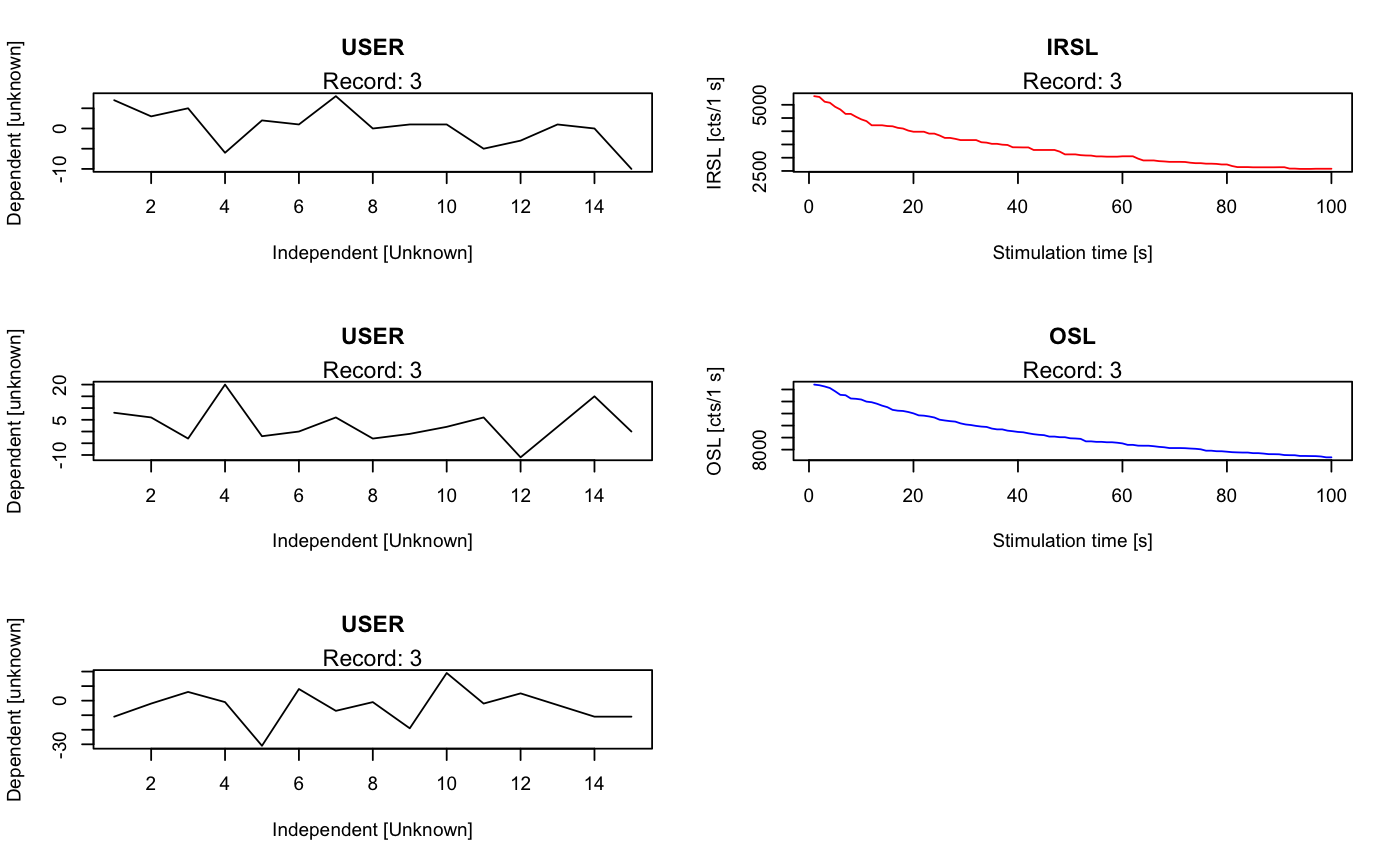 USER
Record: 3
Dependent [unknown]
0
-10
2 4 6 8 10 12 14
Independent [Unknown]
IRSL
Record: 3
IRSL [cts/1 s]
5000
2500
0 20 40 60 80 100
Stimulation time [s]
USER
Record: 3
Dependent [unknown]
20
5
-10
2 4 6 8 10 12 14
Independent [Unknown]
OSL
Record: 3
OSL [cts/1 s]
8000
0 20 40 60 80 100
Stimulation time [s]
USER
Record: 3
Dependent [unknown]
0
-30
2 4 6 8 10 12 14
Independent [Unknown]